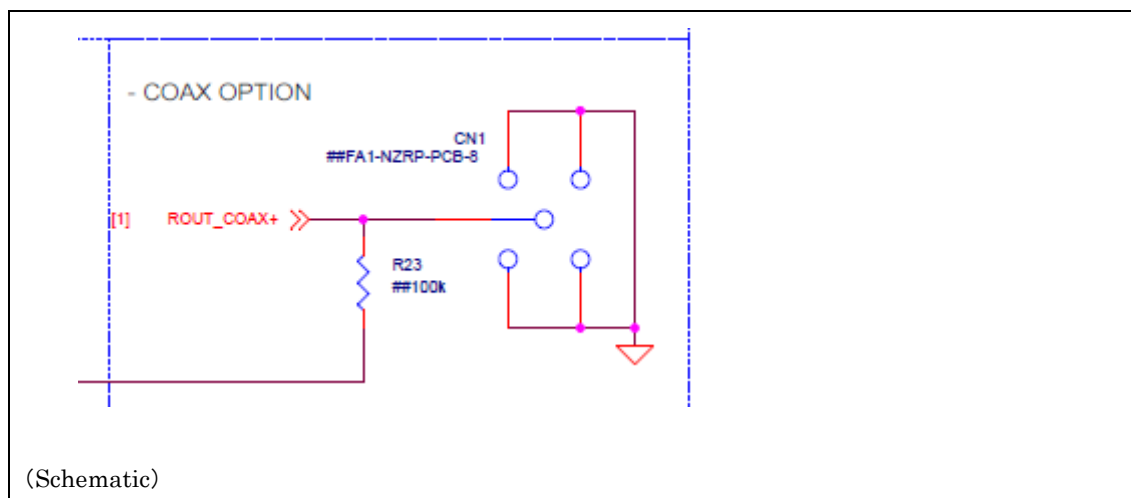 - COAX OPTION
CN1
##FA1-NZRP-PCB-8
[1] ROUT_COAX+
R23
##100k
(Schematic)